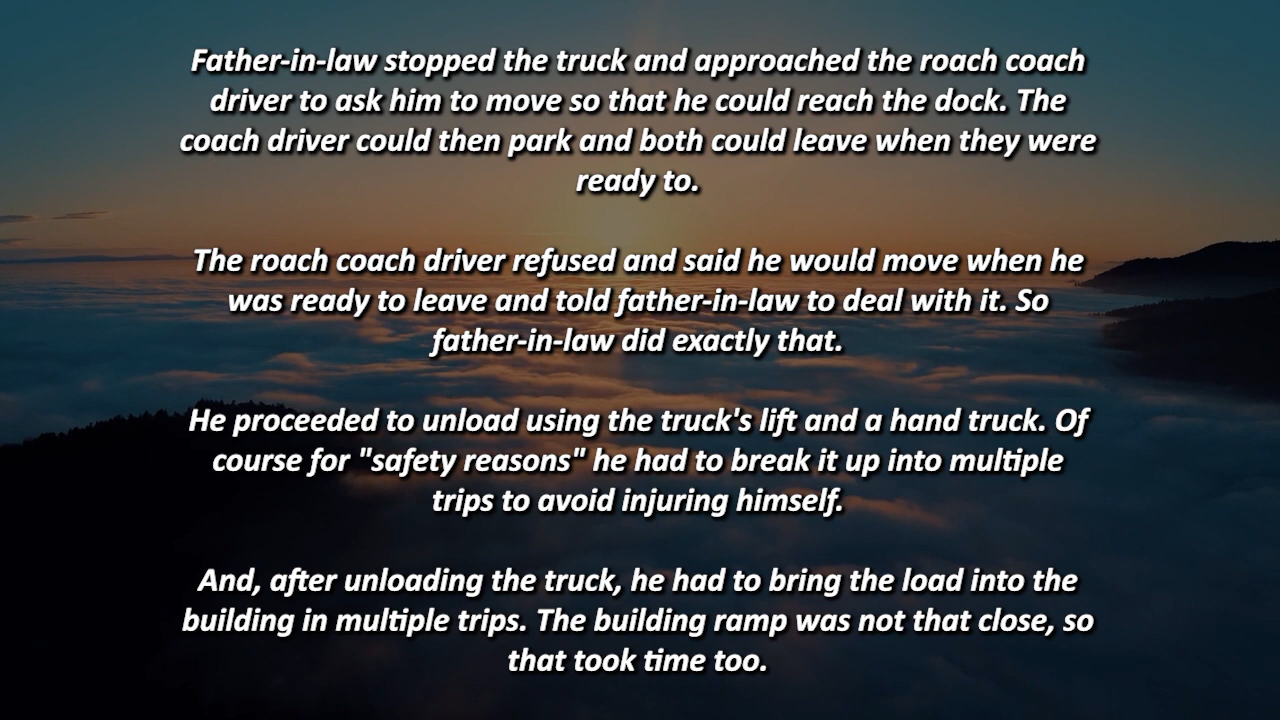 Father-in-law stopped the truck and approached the roach coach
driver to ask him to move so that he could reach the dock. The
coach driver could then park and both could leave when they were
ready to.
The roach coach driver refused and said he would move when he
was ready to leave and told father-in-law to deal with it. So
father-in-law did exactly that.
He proceeded to unload using the truck's lift and a hand truck. Of
course for "safety reasons" he had to break it up into multiple
trips to avoid injuring himself.
And, after unloading the truck, he had to bring the load into the
building in multiple trips. The building ramp was not that close, so
that took time too.